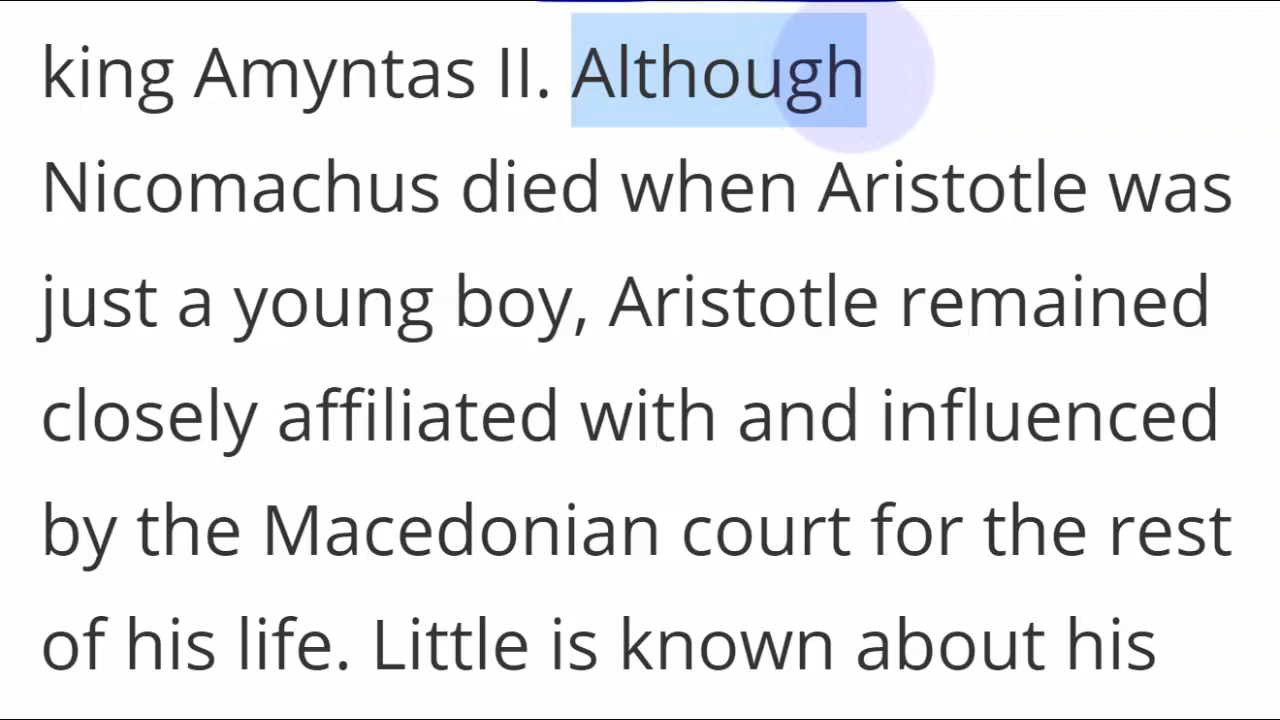 king Amyntas II. Although
Nicomachus died when Aristotle was
just a young boy, Aristotle remained
closely affiliated with and influenced
by the Macedonian court for the rest
of his life. Little is known about his